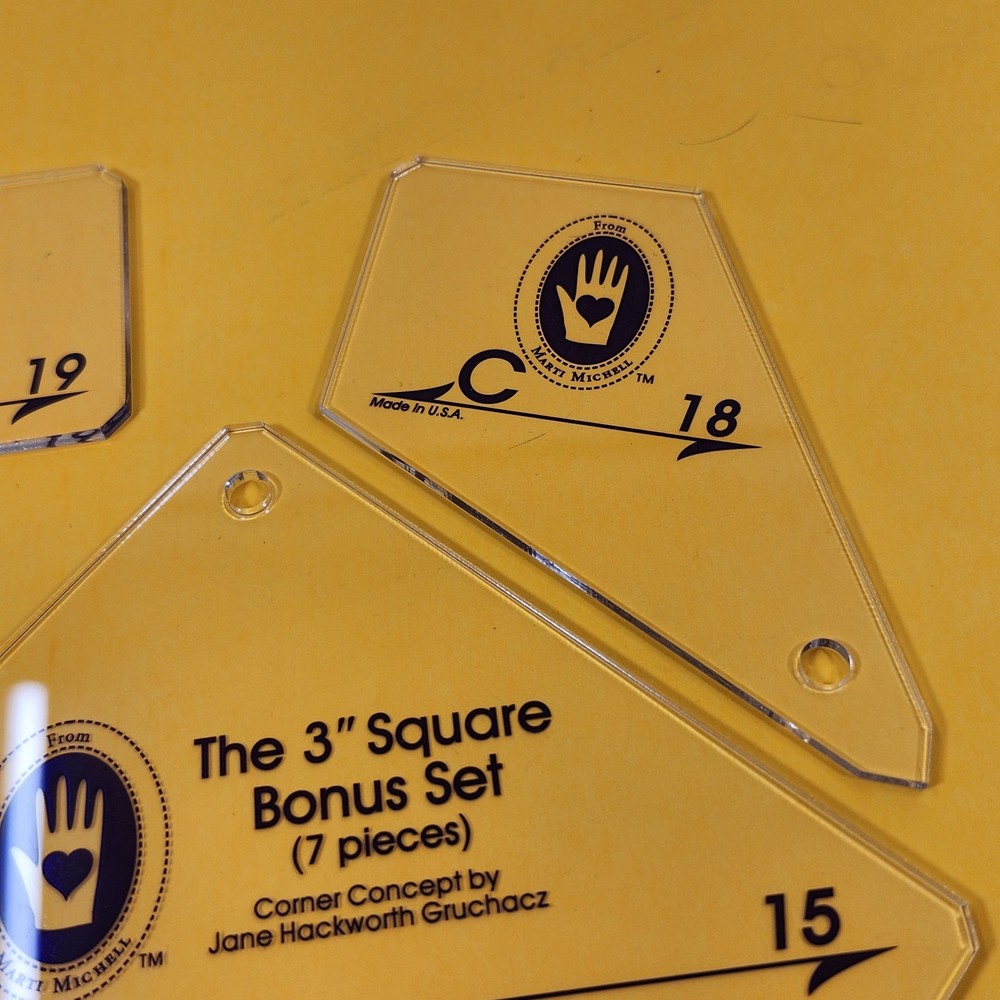 19
From
MARTI MICHELL
TM
C
Made in U.S.A.
18
From
MARTI MICHELL
TM
The 3" Square
Bonus Set
(7 pieces)
Corner Concept by
Jane Hackworth Gruchacz
15